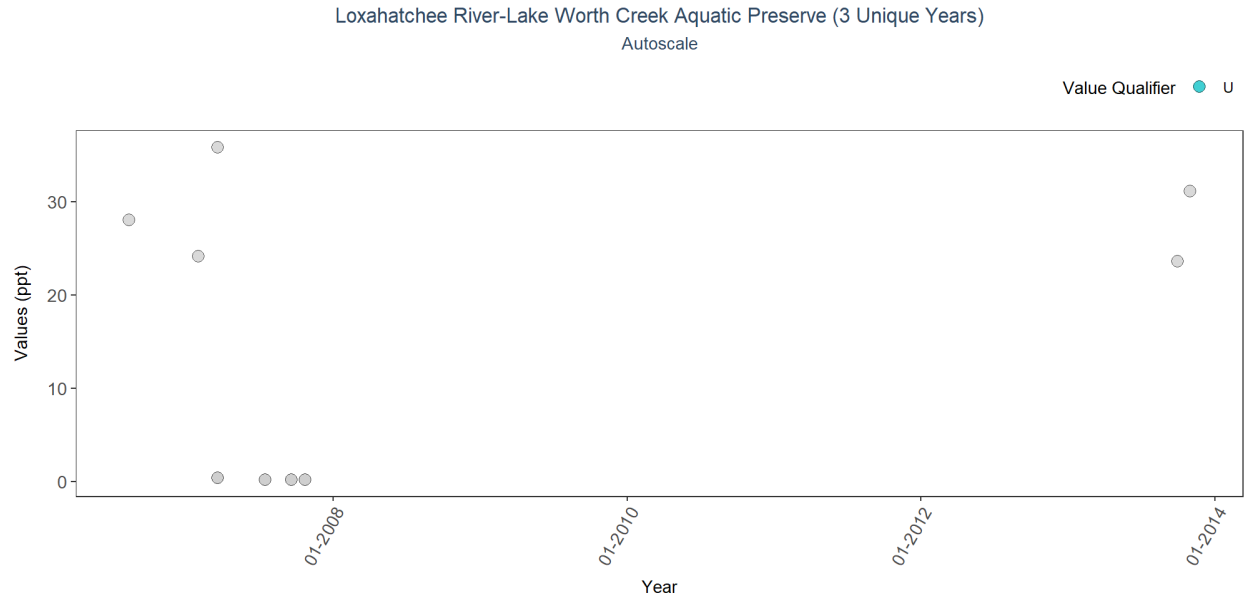 Loxahatchee River-Lake Worth Creek Aquatic Preserve (3 Unique Years)
Autoscale
Value Qualifier U
Values (ppt)
30
20
10
0
01-2008 01-2010 01-2012 01-2014
Year